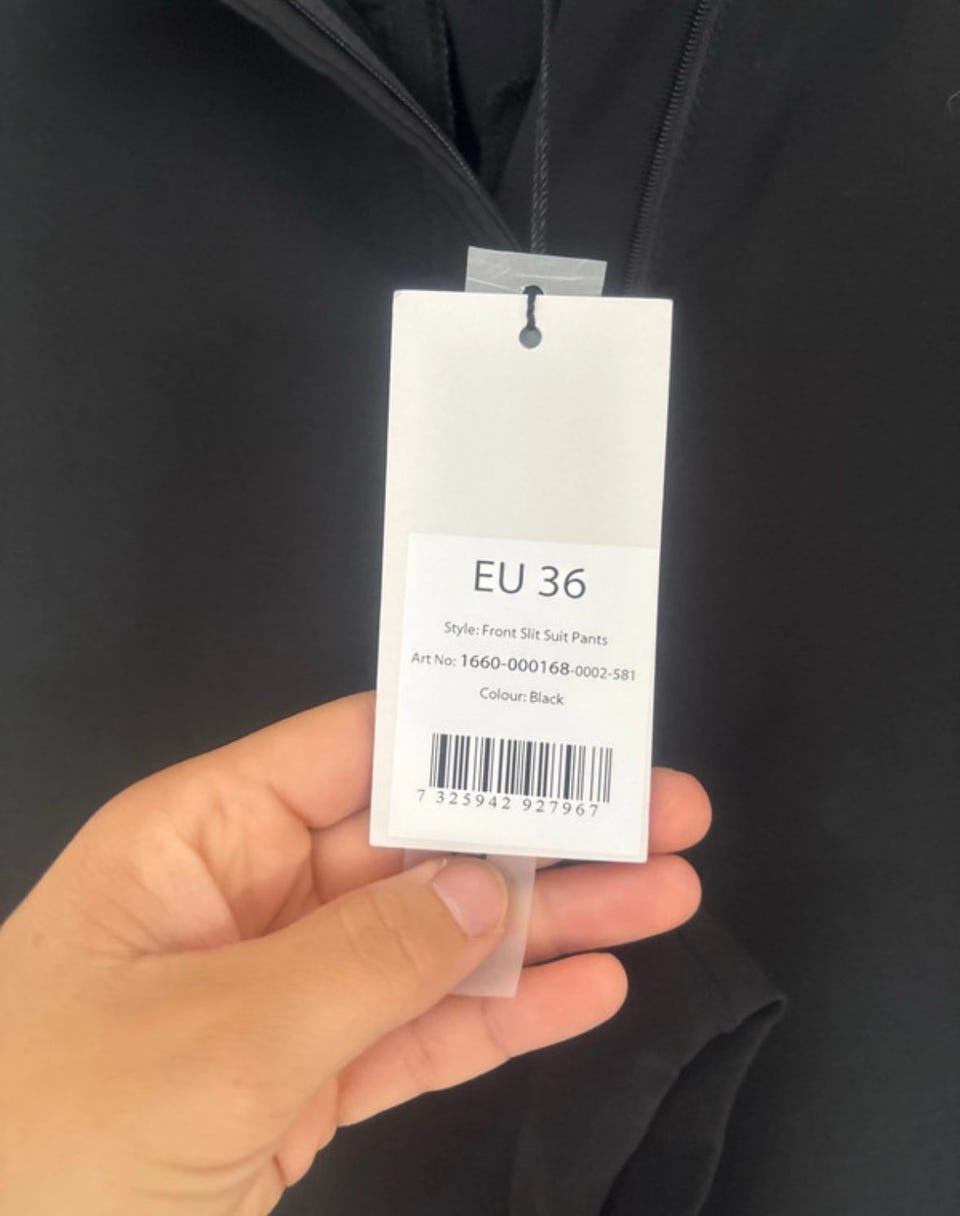 EU 36
Style: Front Slit Suit Pants
Art No: 1660-000168-0002-581
Colour: Black
7 325942 927967